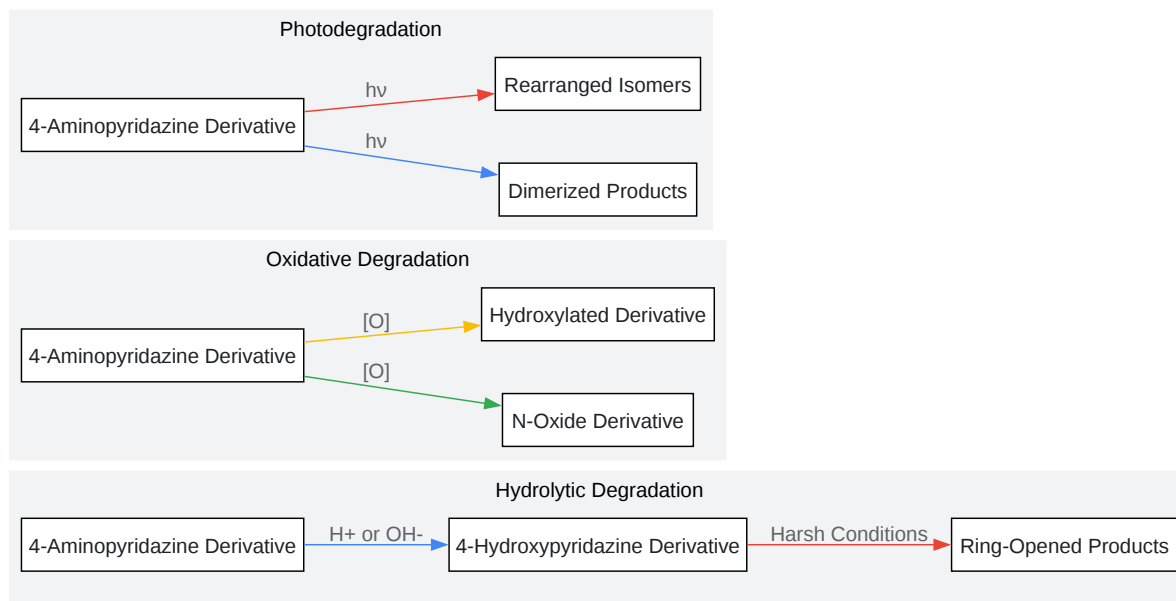 Photodegradation
4-Aminopyridazine Derivative
hν
Rearranged Isomers
hν
Dimerized Products
Oxidative Degradation
4-Aminopyridazine Derivative
[O]
Hydroxylated Derivative
[O]
N-Oxide Derivative
Hydrolytic Degradation
4-Aminopyridazine Derivative
H+ or OH-
4-Hydroxypyridazine Derivative
Harsh Conditions
Ring-Opened Products